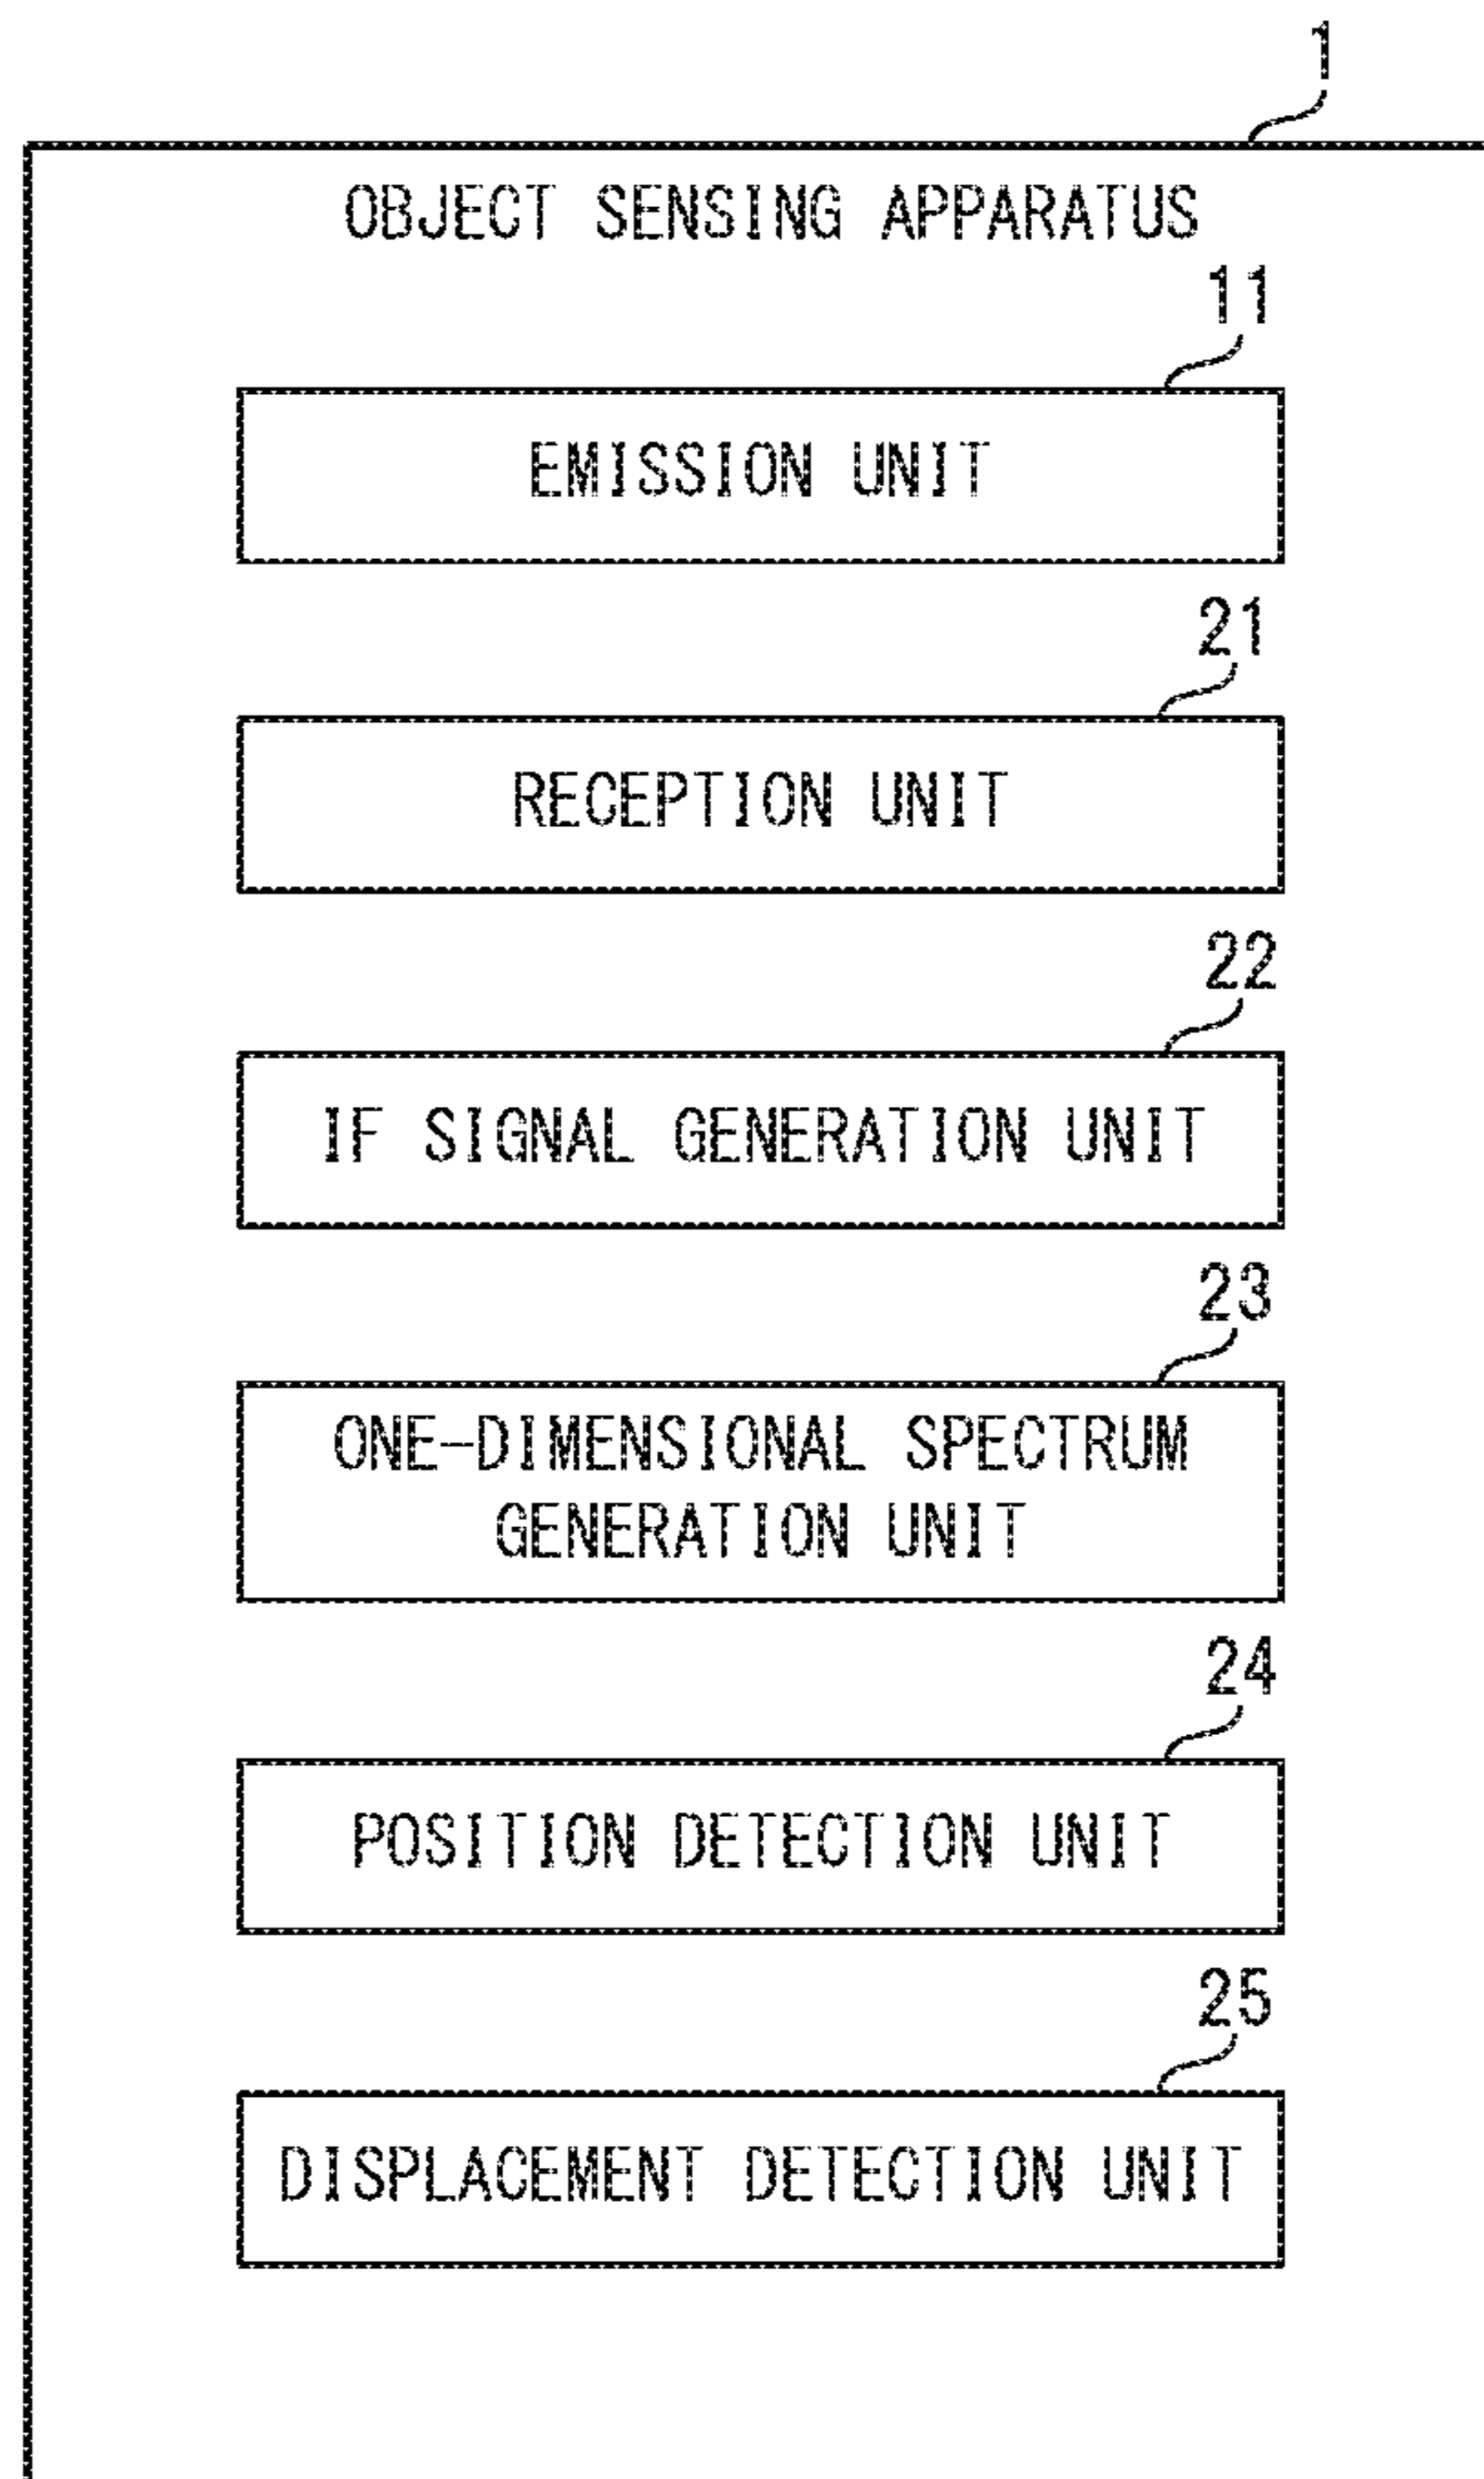 1
OBJECT SENSING APPARATUS
11
EMISSION UNIT
21
RECEPTION UNIT
22
IF SIGNAL GENERATION UNIT
23
ONE-DIMENSIONAL SPECTRUM
GENERATION UNIT
24
POSITION DETECTION UNIT
25
DISPLACEMENT DETECTION UNIT